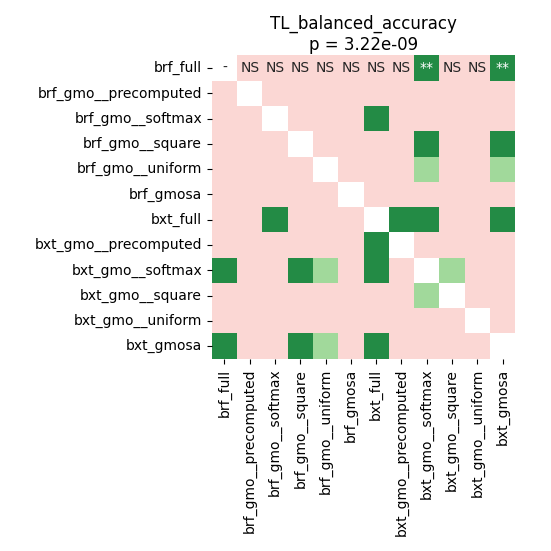 TL_balanced_accuracy
p = 3.22e-09
brf_full - NS NS NS NS NS NS NS ** NS NS **
brf_gmo__precomputed
brf_gmo__softmax
brf_gmo__square
brf_gmo__uniform
brf_gmosa
bxt_full
bxt_gmo__precomputed
bxt_gmo__softmax
bxt_gmo__square
bxt_gmo__uniform
bxt_gmosa
brf_full
brf_gmo__precomputed
brf_gmo__softmax
brf_gmo__square
brf_gmo__uniform
brf_gmosa
bxt_full
bxt_gmo__precomputed
bxt_gmo__softmax
bxt_gmo__square
bxt_gmo__uniform
bxt_gmosa